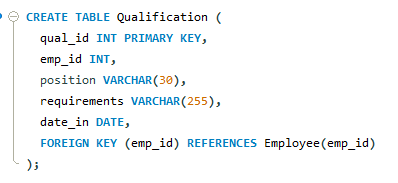 CREATE TABLE Qualification (
qual_id INT PRIMARY KEY,
emp_id INT,
position VARCHAR(30),
requirements VARCHAR(255),
date_in DATE,
FOREIGN KEY (emp_id) REFERENCES Employee(emp_id)
);